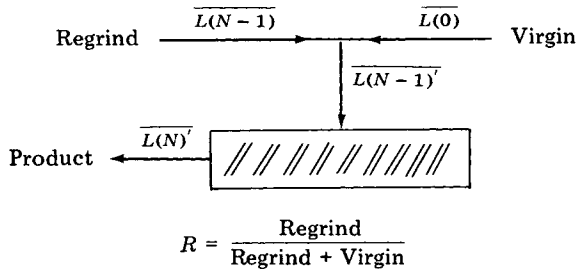 L(N − 1) L(0)
Regrind Virgin
L(N − 1)′
L(N)′
Product
R = Regrind / Regrind + Virgin